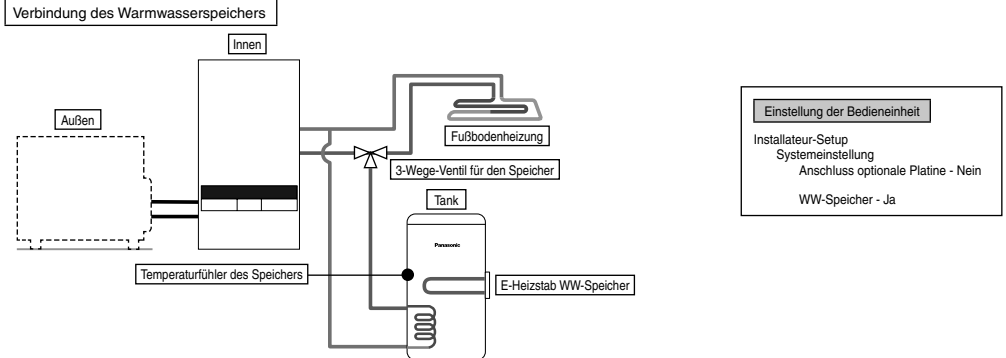 Verbindung des Warmwasserspeichers
Innen
Außen
Fußbodenheizung
3-Wege-Ventil für den Speicher
Tank
Panasonic
Temperaturfühler des Speichers
E-Heizstab WW-Speicher
Einstellung der Bedieneinheit
Installateur-Setup
Systemeinstellung
Anschluss optionale Platine - Nein
WW-Speicher - Ja